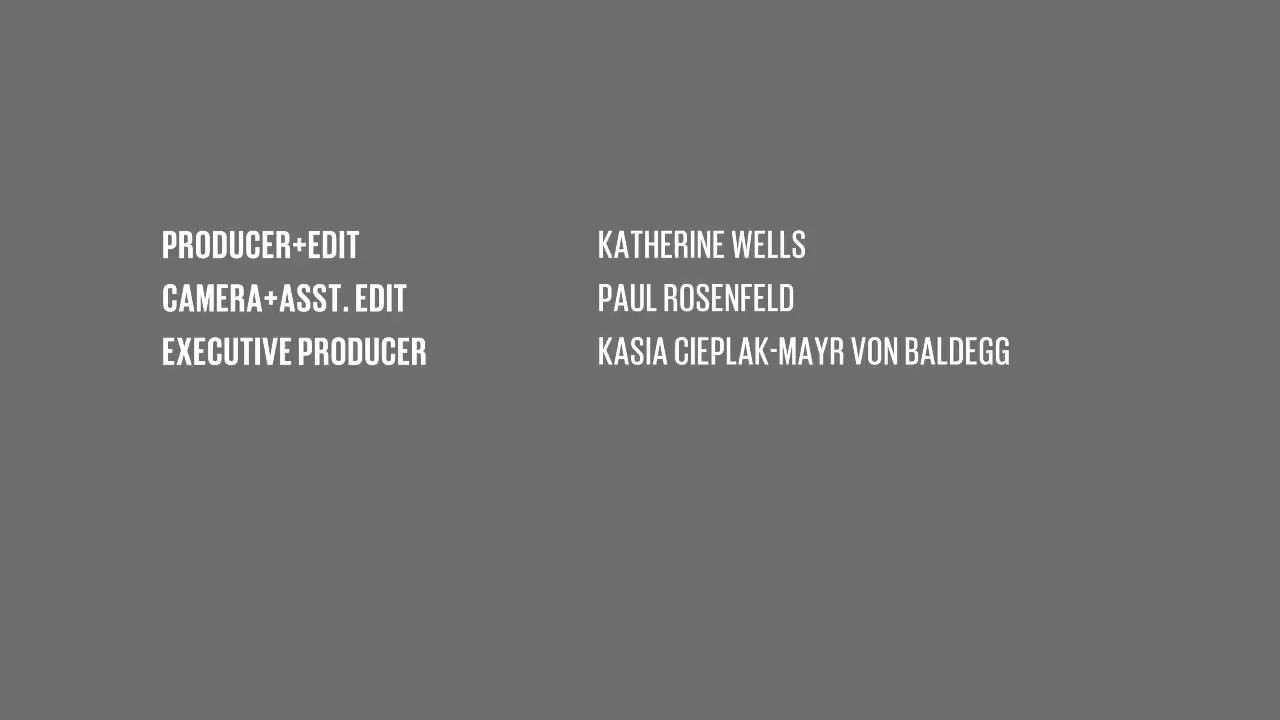 PRODUCER+EDIT KATHERINE WELLS
CAMERA+ASST. EDIT PAUL ROSENFELD
EXECUTIVE PRODUCER KASIA CIEPLAK-MAYR VON BALDEGG